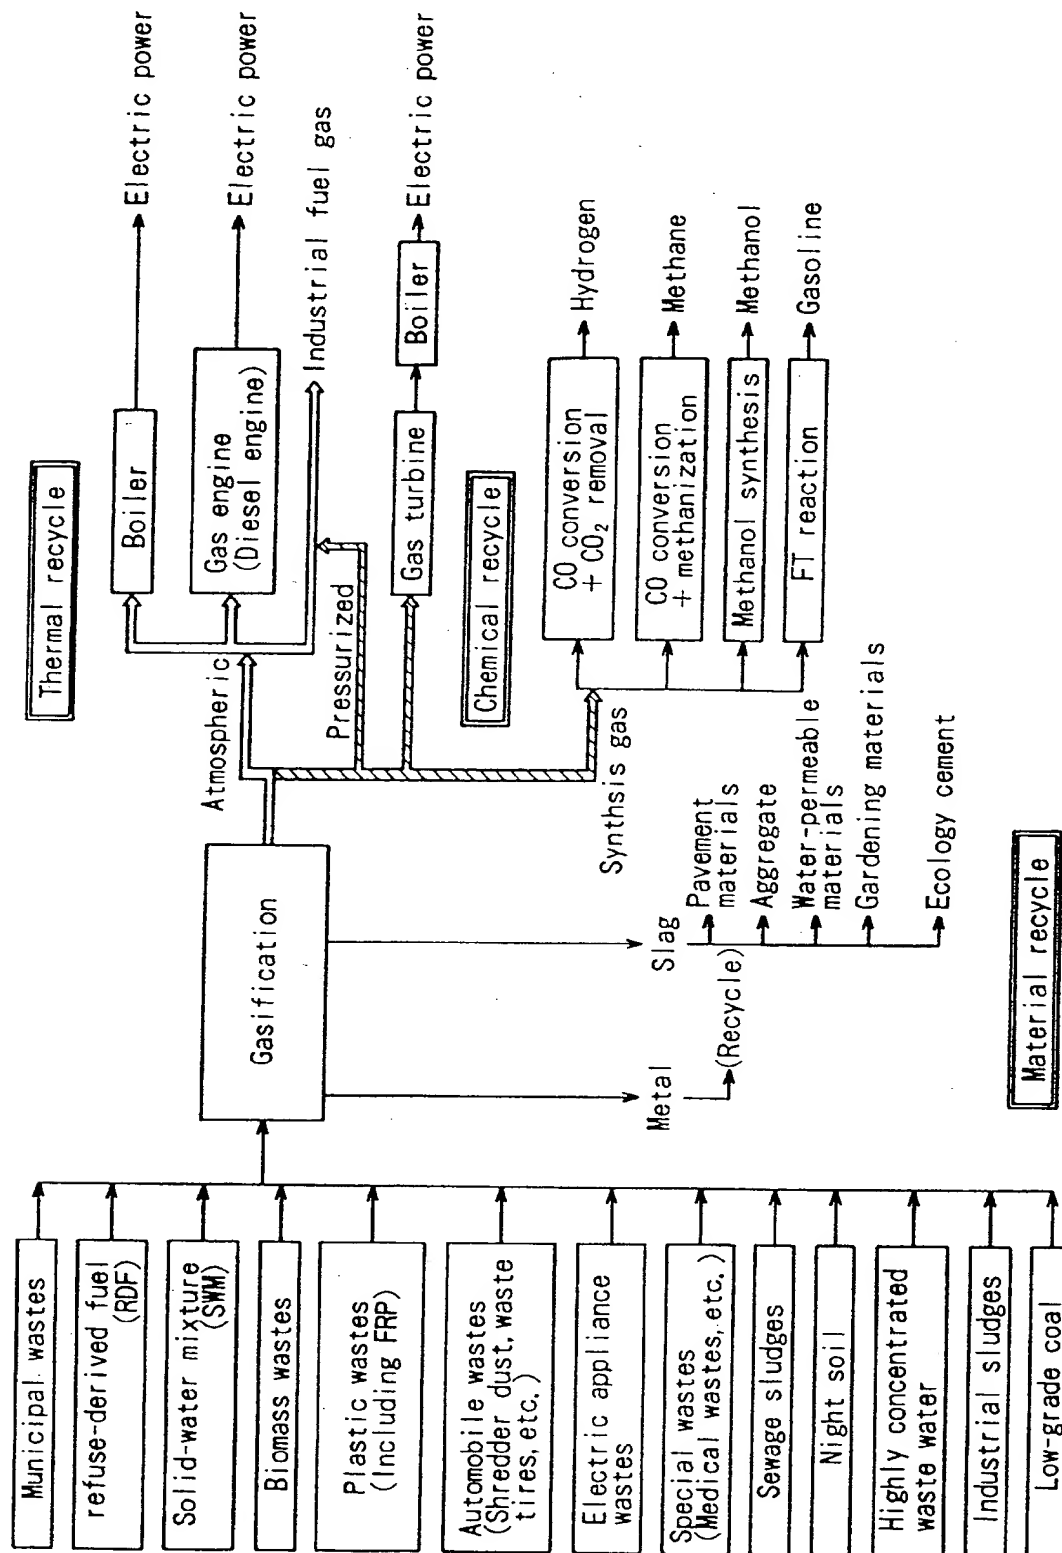 Municipal wastes
refuse-derived fuel
(RDF)
Solid-water mixture
(SWM)
Biomass wastes
Plastic wastes
(Including FRP)
Automobile wastes
(Shredder dust, waste
tires, etc.)
Electric appliance
wastes
Special wastes
(Medical wastes, etc.)
Sewage sludges
Night soil
Highly concentrated
waste water
Industrial sludges
Low-grade coal
Gasification
Metal
(Recycle)
Slag
Pavement
materials
Aggregate
Water-permeable
materials
Gardening materials
Ecology cement
Material recycle
Thermal recycle
Atmospheric
Boiler
Electric power
Gas engine
(Diesel engine)
Electric power
Industrial fuel gas
Pressurized
Gas turbine
Boiler
Electric power
Chemical recycle
Synthsis gas
CO conversion
+ CO2 removal
Hydrogen
CO conversion
+ methanization
Methane
Methanol synthesis
Methanol
FT reaction
Gasoline